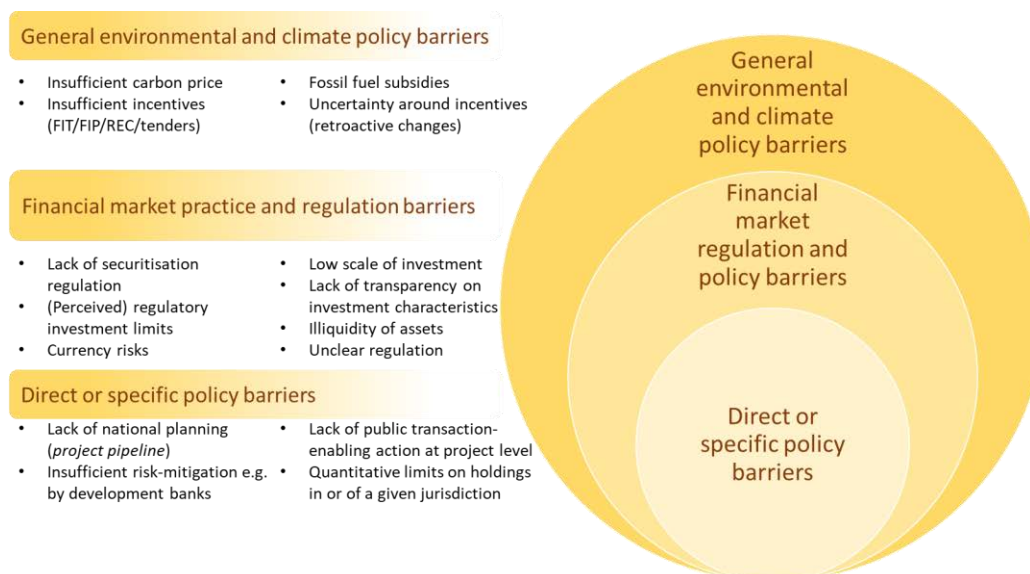 General environmental and climate policy barriers
• Insufficient carbon price
• Insufficient incentives
(FIT/FIP/REC/tenders)
• Fossil fuel subsidies
• Uncertainty around incentives
(retroactive changes)
Financial market practice and regulation barriers
• Lack of securitisation
regulation
• (Perceived) regulatory
investment limits
• Currency risks
• Low scale of investment
• Lack of transparency on
investment characteristics
• Illiquidity of assets
• Unclear regulation
Direct or specific policy barriers
• Lack of national planning
(project pipeline)
• Insufficient risk-mitigation e.g.
by development banks
• Lack of public transaction-
enabling action at project level
• Quantitative limits on holdings
in or of a given jurisdiction
General
environmental
and climate
policy barriers
Financial
market
regulation and
policy barriers
Direct or
specific policy
barriers